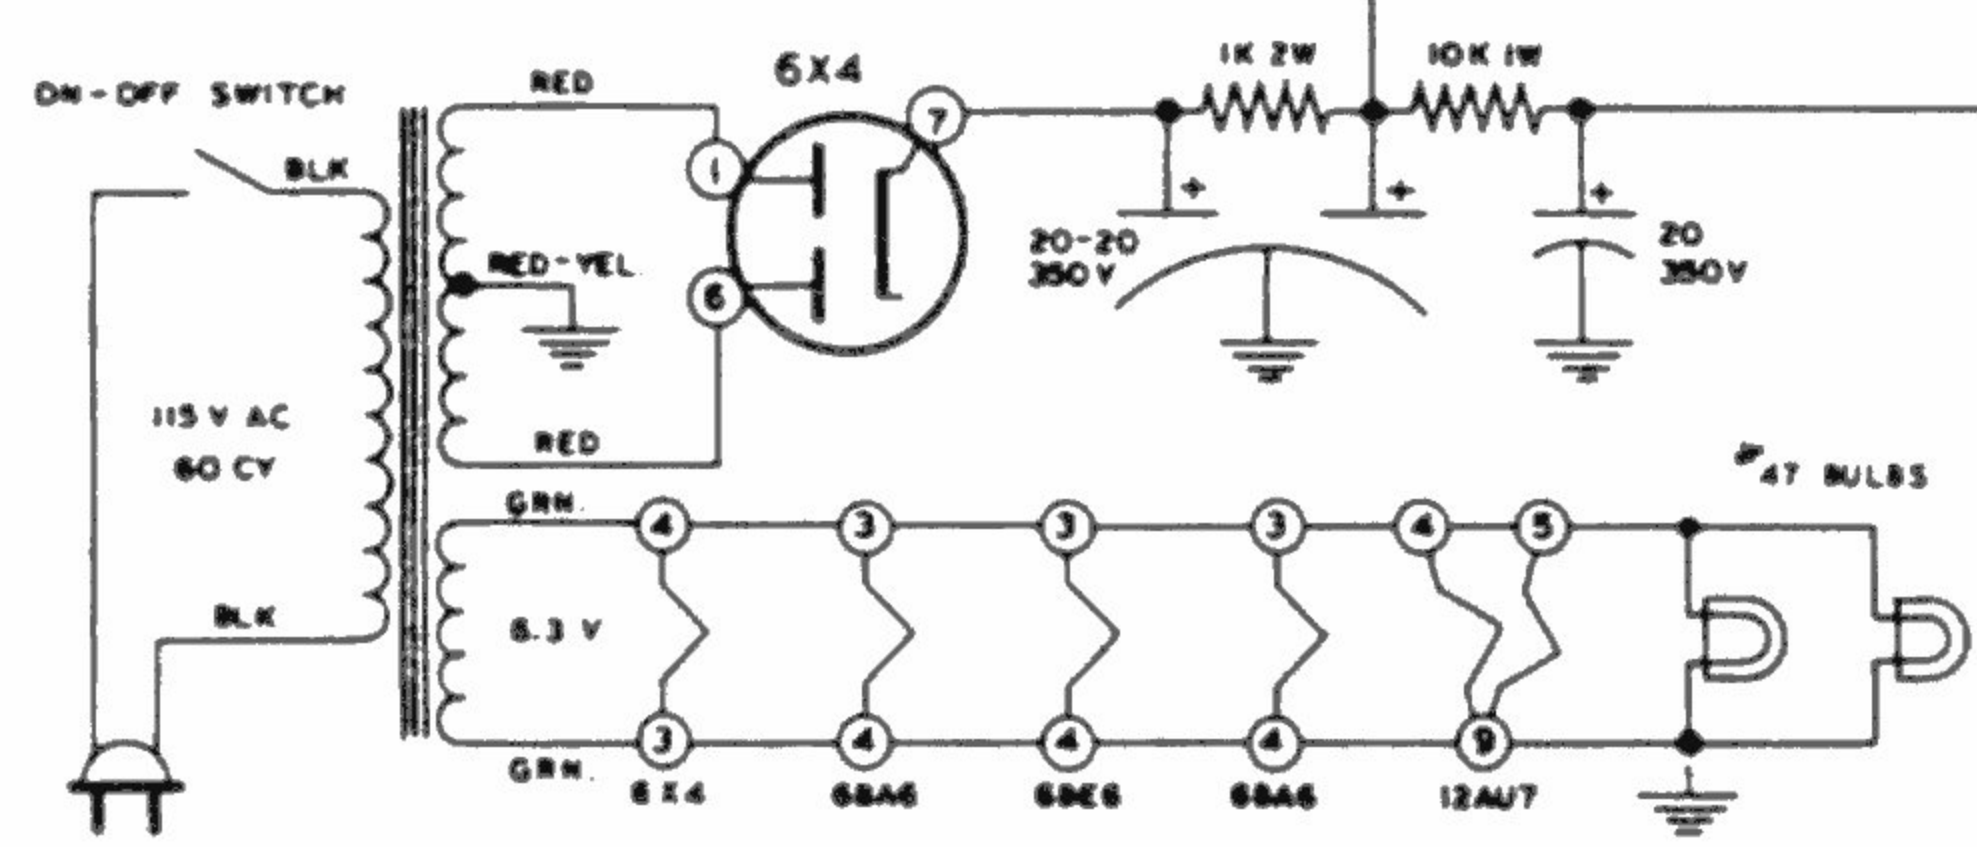 ON-OFF SWITCH
BLK
RED
6X4
1
7
6
1K 2W
10K 1W
+
+
+
RED-YEL.
20-20
350V
20
350V
115 V AC
60 CY
RED
#47 BULBS
GRN.
4
3
3
3
4
5
BLK
6.3 V
3
4
4
4
9
GRN.
6X4
6BA6
6BE6
6BA6
12AU7